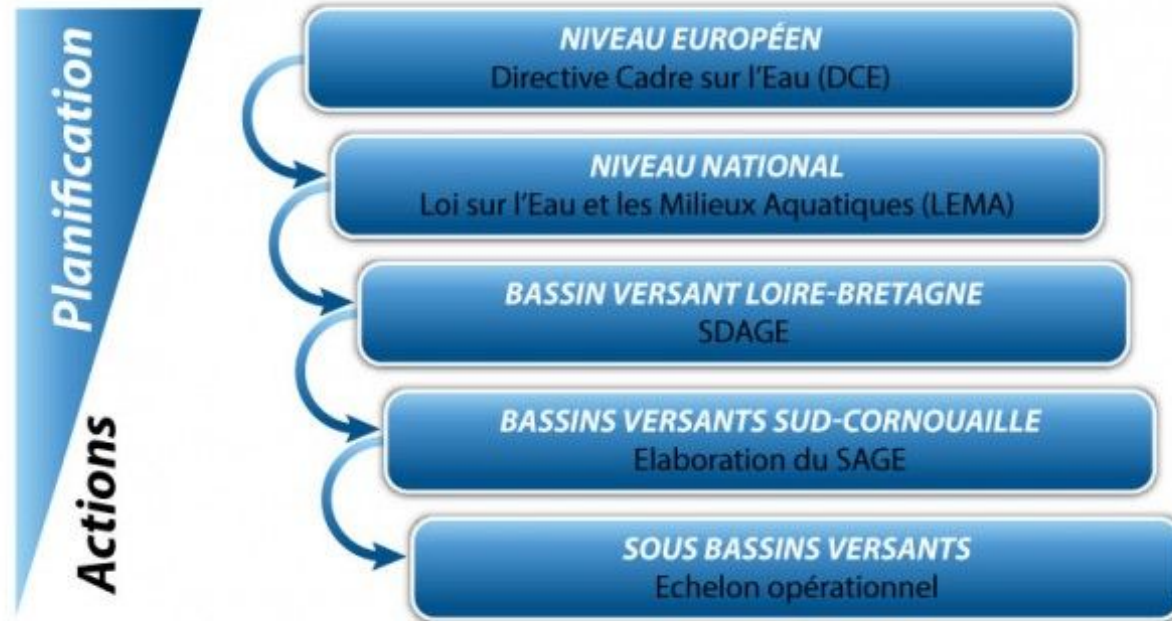 Planification
Actions
NIVEAU EUROPÉEN
Directive Cadre sur l'Eau (DCE)
NIVEAU NATIONAL
Loi sur l'Eau et les Milieux Aquatiques (LEMA)
BASSIN VERSANT LOIRE-BRETAGNE
SDAGE
BASSINS VERSANTS SUD-CORNOUAILLE
Elaboration du SAGE
SOUS BASSINS VERSANTS
Echelon opérationnel